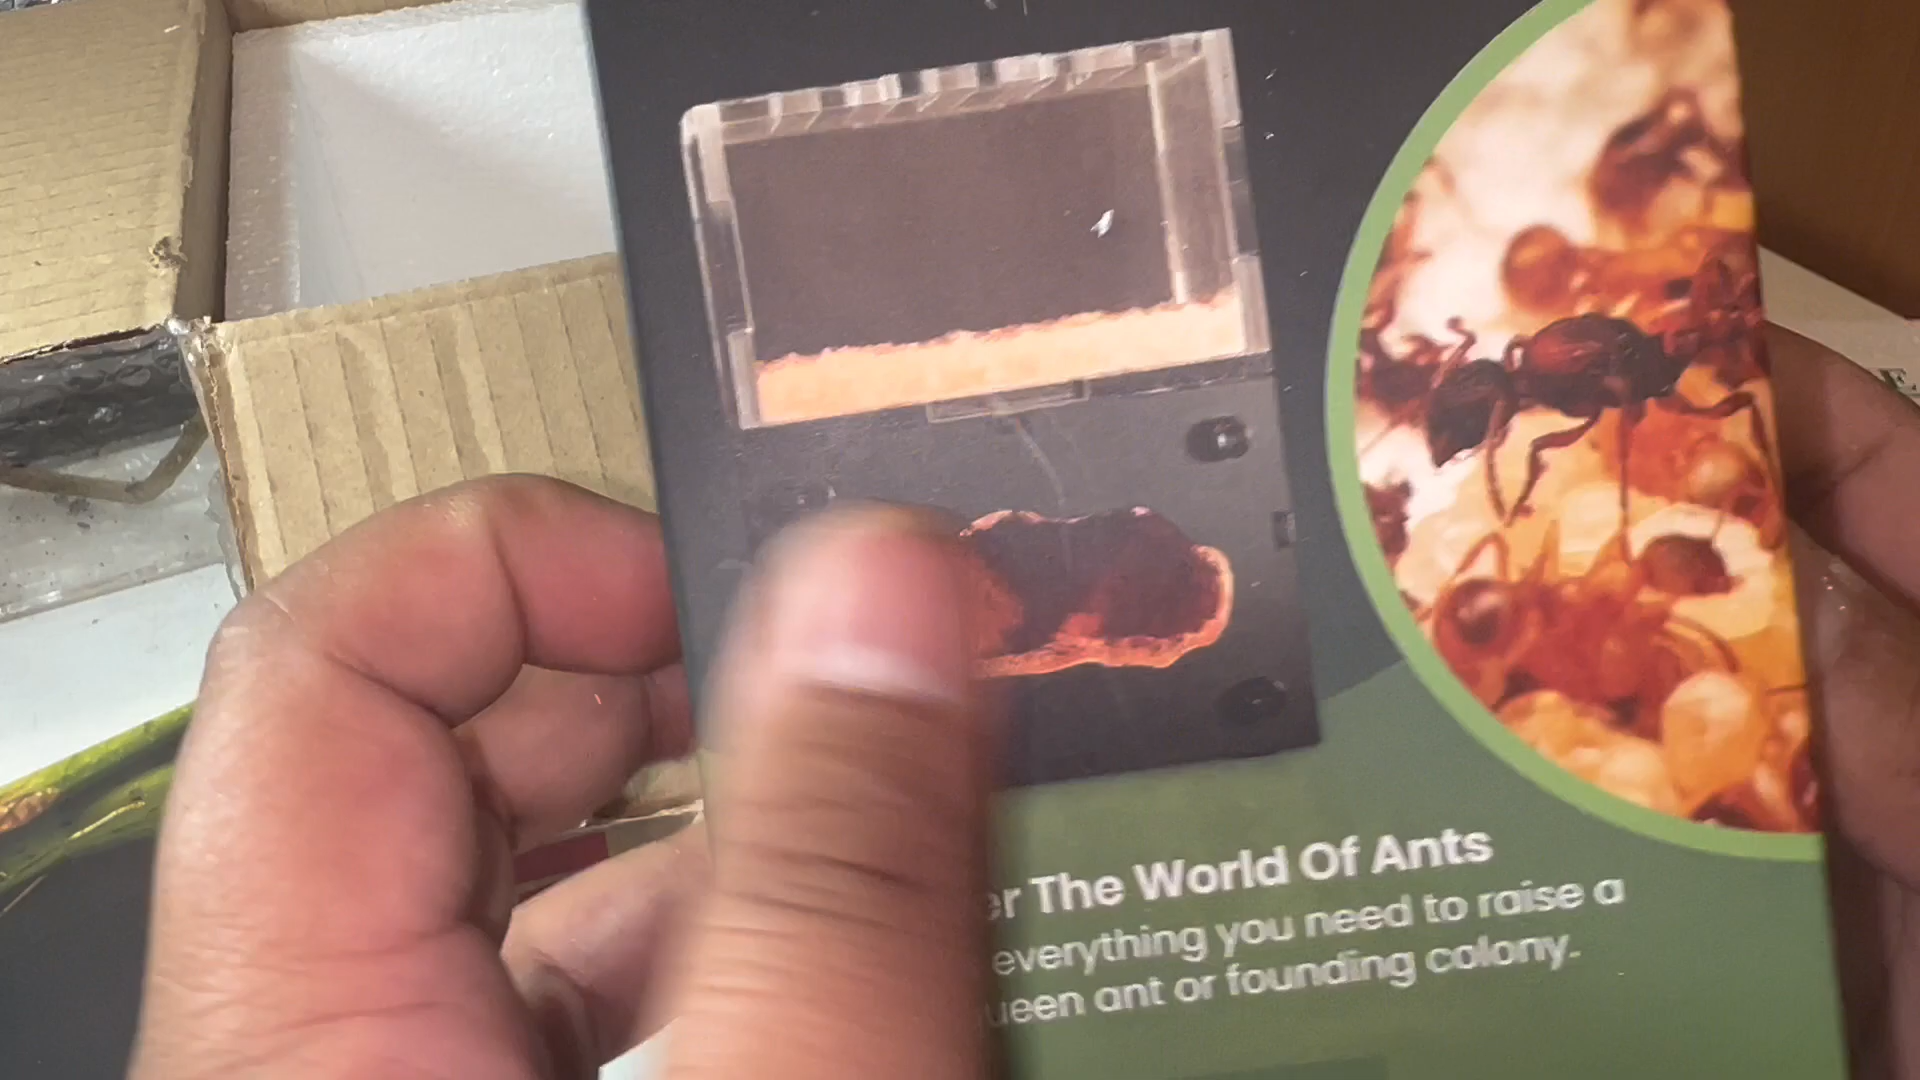 er The World Of Ants
everything you need to raise a
ueen ant or founding colony.
E